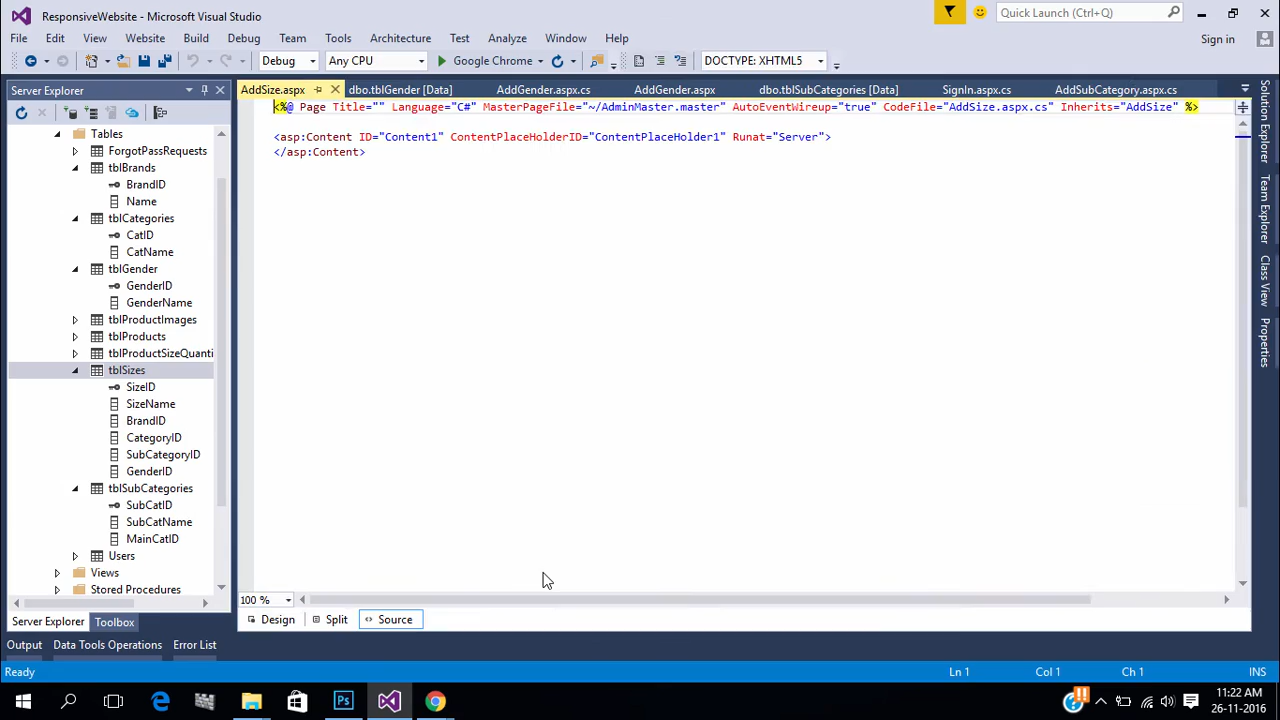 ResponsiveWebsite - Microsoft Visual Studio
Quick Launch (Ctrl+Q)
File Edit View Website Build Debug Team Tools Architecture Test Analyze Window Help
Sign in
Debug Any CPU Google Chrome DOCTYPE: XHTML5
Server Explorer
AddSize.aspx dbo.tblGender [Data] AddGender.aspx.cs AddGender.aspx dbo.tblSubCategories [Data] SignIn.aspx.cs AddSubCategory.aspx.cs
<%@ Page Title="" Language="C#" MasterPageFile="~/AdminMaster.master" AutoEventWireup="true" CodeFile="AddSize.aspx.cs" Inherits="AddSize" %>
<asp:Content ID="Content1" ContentPlaceHolderID="ContentPlaceHolder1" Runat="Server">
</asp:Content>
Tables
ForgotPassRequests
tblBrands
BrandID
Name
tblCategories
CatID
CatName
tblGender
GenderID
GenderName
tblProductImages
tblProducts
tblProductSizeQuanti
tblSizes
SizeID
SizeName
BrandID
CategoryID
SubCategoryID
GenderID
tblSubCategories
SubCatID
SubCatName
MainCatID
Users
Views
Stored Procedures
Solution Explorer
Team Explorer
Class View
Properties
100 %
Design Split Source
Server Explorer Toolbox
Output Data Tools Operations Error List
Ready Ln 1 Col 1 Ch 1 INS
Ps
11:22 AM
26-11-2016